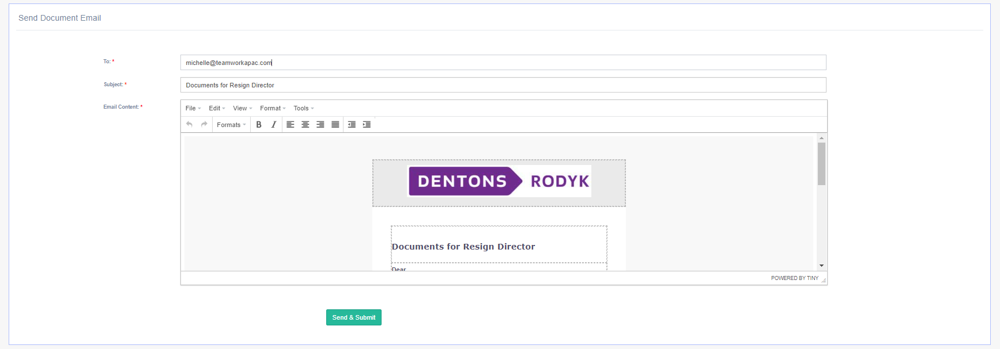 Send Document Email
To: *
michelle@teamworkapac.com
Subject: *
Documents for Resign Director
Email Content: *
File Edit View Format Tools
Formats B I
DENTONS RODYK
Documents for Resign Director
Dear
POWERED BY TINY
Send & Submit